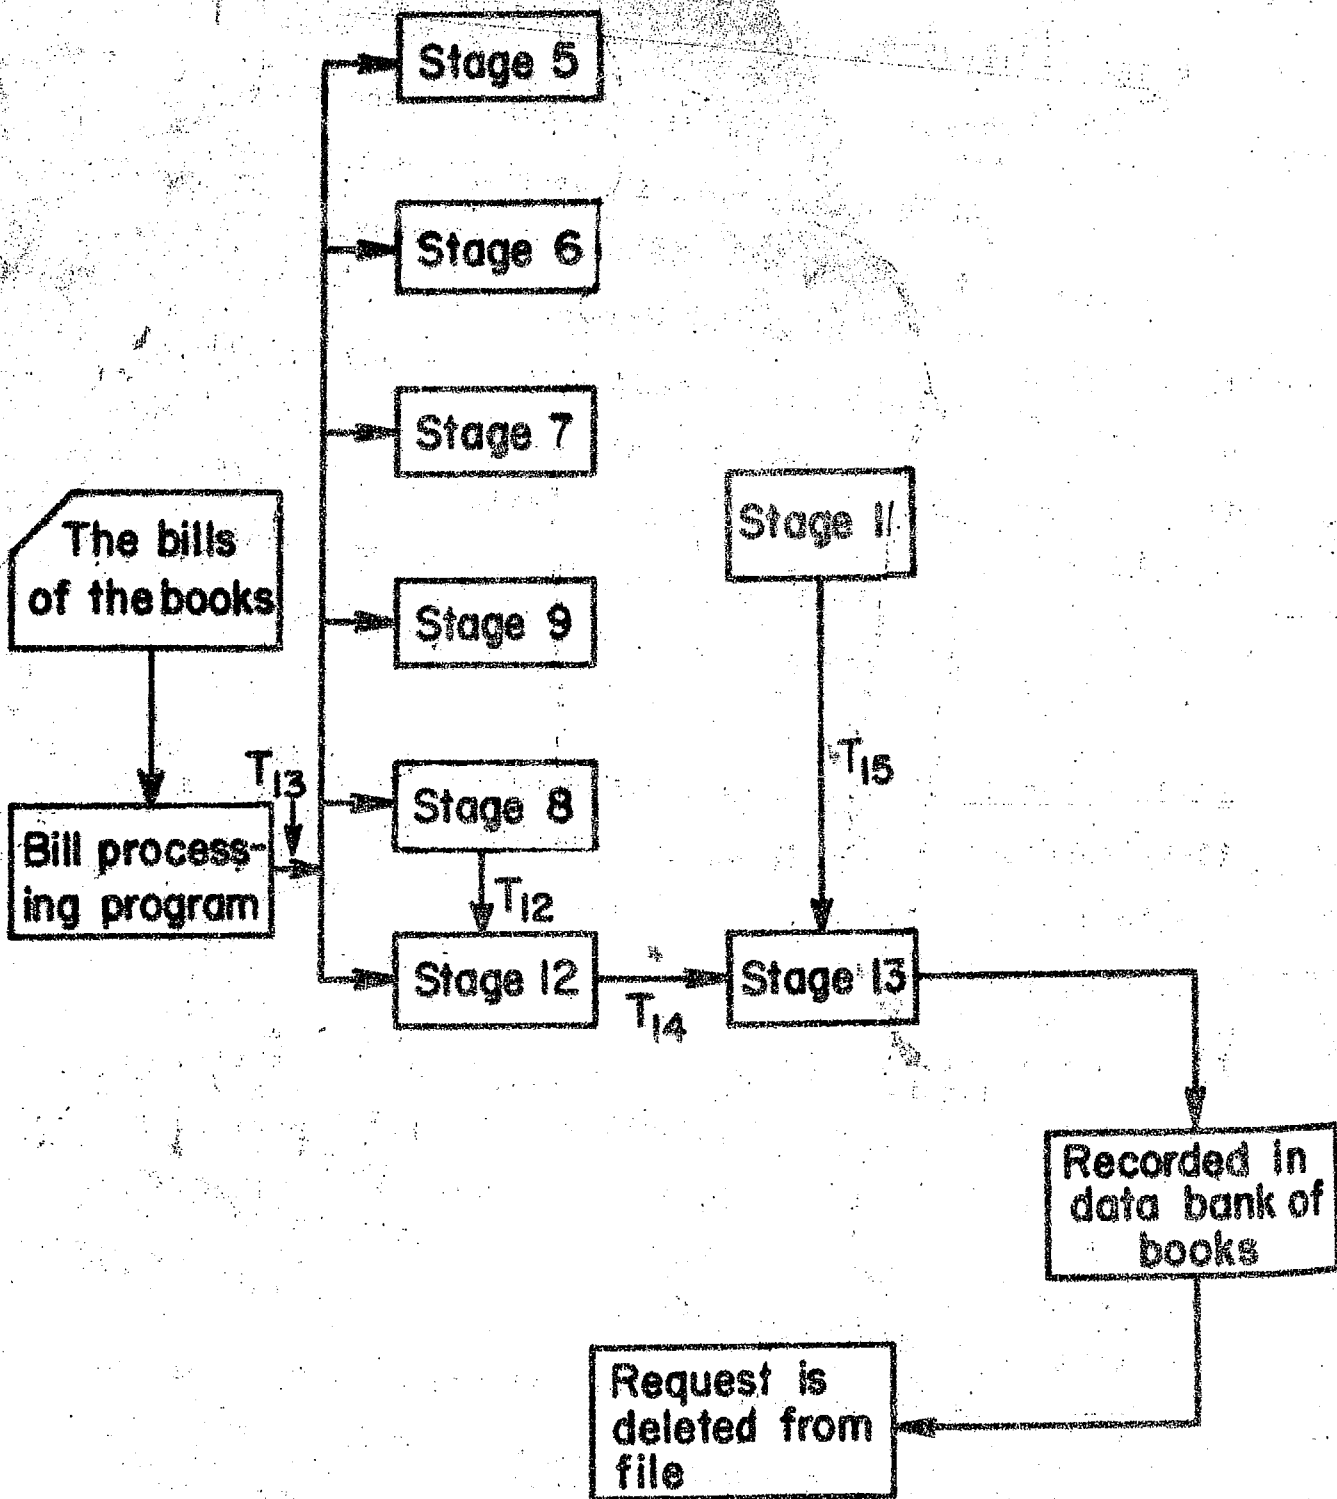 Stage 5
Stage 6
Stage 7
Stage 9
Stage 8
Stage 12
The bills
of the books
Bill process-
ing program
T13
T12
T14
Stage 11
T15
Stage 13
Recorded in
data bank of
books
Request is
deleted from
file